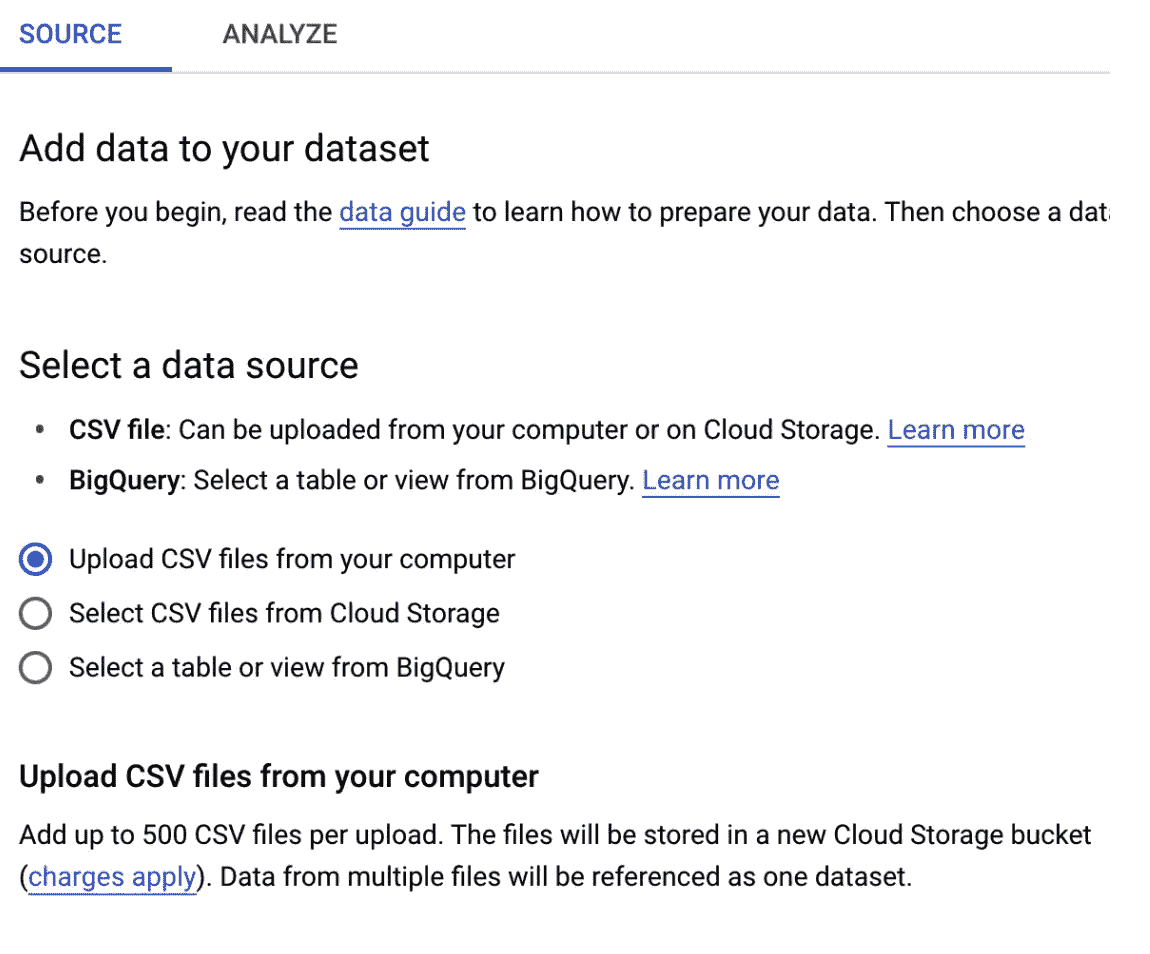 SOURCE ANALYZE
Add data to your dataset
Before you begin, read the data guide to learn how to prepare your data. Then choose a dat
source.
Select a data source
• CSV file: Can be uploaded from your computer or on Cloud Storage. Learn more
• BigQuery: Select a table or view from BigQuery. Learn more
Upload CSV files from your computer
Select CSV files from Cloud Storage
Select a table or view from BigQuery
Upload CSV files from your computer
Add up to 500 CSV files per upload. The files will be stored in a new Cloud Storage bucket
(charges apply). Data from multiple files will be referenced as one dataset.